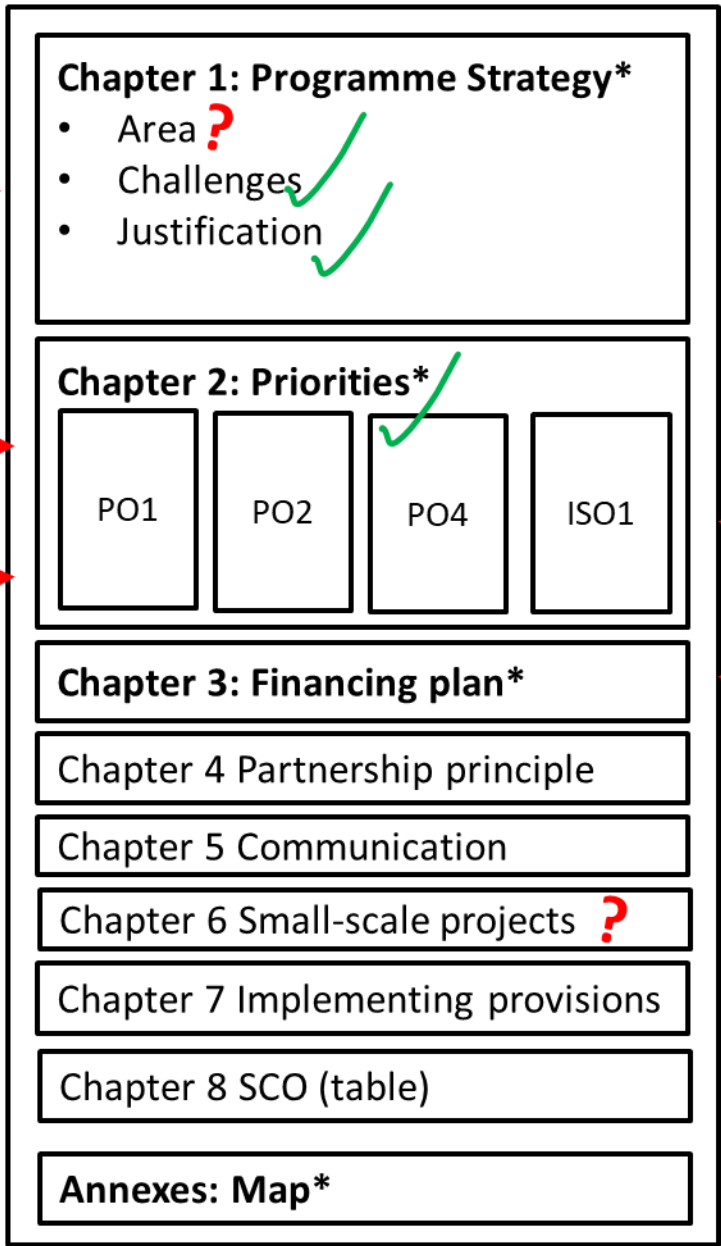 Chapter 1: Programme Strategy*
• Area ?
• Challenges
• Justification
Chapter 2: Priorities*
PO1 PO2 PO4 ISO1
Chapter 3: Financing plan*
Chapter 4 Partnership principle
Chapter 5 Communication
Chapter 6 Small-scale projects ?
Chapter 7 Implementing provisions
Chapter 8 SCO (table)
Annexes: Map*